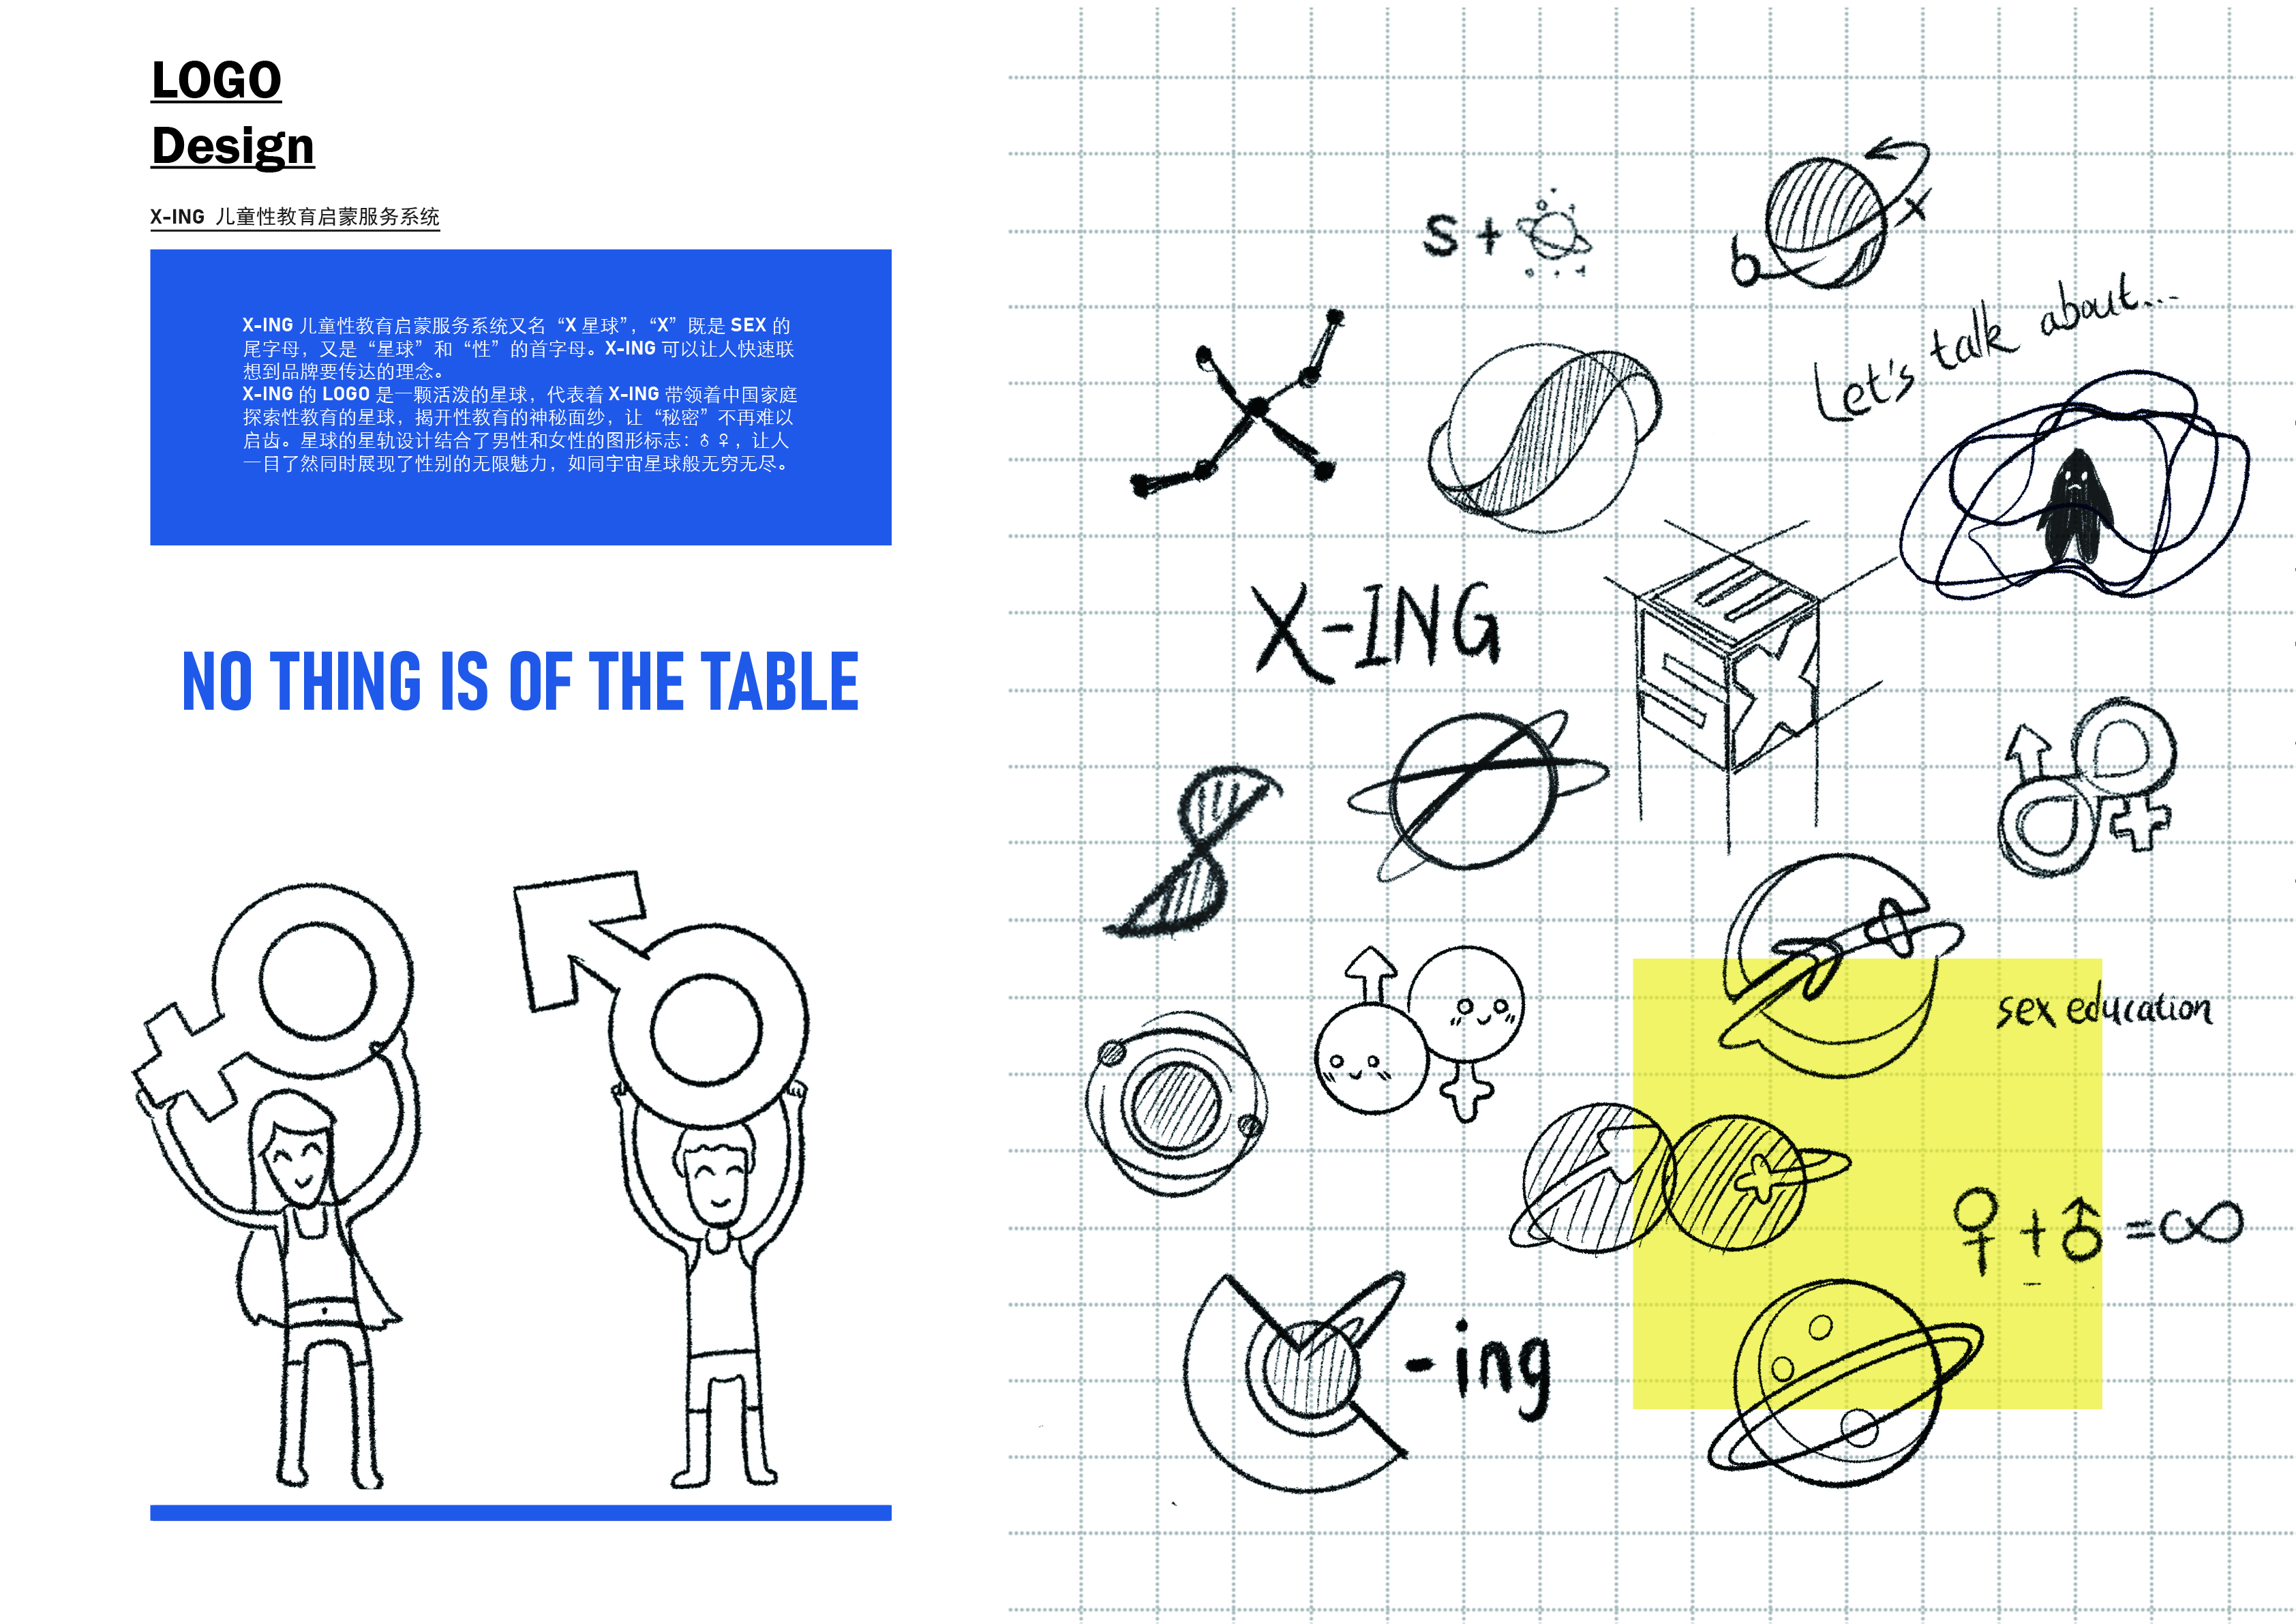 LOGO
Design
X-ING 儿童性教育启蒙服务系统
X-ING 儿童性教育启蒙服务系统又名“X 星球”，“X”既是 SEX 的
尾字母，又是“星球”和“性”的首字母。X-ING 可以让人快速联
想到品牌要传达的理念。
X-ING 的 LOGO 是一颗活泼的星球，代表着 X-ING 带领着中国家庭
探索性教育的星球，揭开性教育的神秘面纱，让“秘密”不再难以
启齿。星球的星轨设计结合了男性和女性的图形标志：♂♀，让人
一目了然同时展现了性别的无限魅力，如同宇宙星球般无穷无尽。
NO THING IS OF THE TABLE
S +
b x
Let's talk about...
X-ING
sex education
♀+♂=∞
-ing